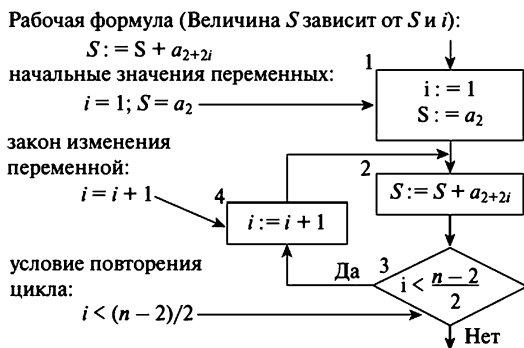 Рабочая формула (Величина S зависит от S и i):
S: = S + a₂₊₂ᵢ
начальные значения переменных:
i = 1; S = a₂
1
i : = 1
S : = a₂
закон изменения
переменной:
i = i + 1
4
i := i + 1
2
S:= S + a₂₊₂ᵢ
условие повторения
цикла:
i < (n – 2)/2
Да
3
i < (n – 2)/2
Нет